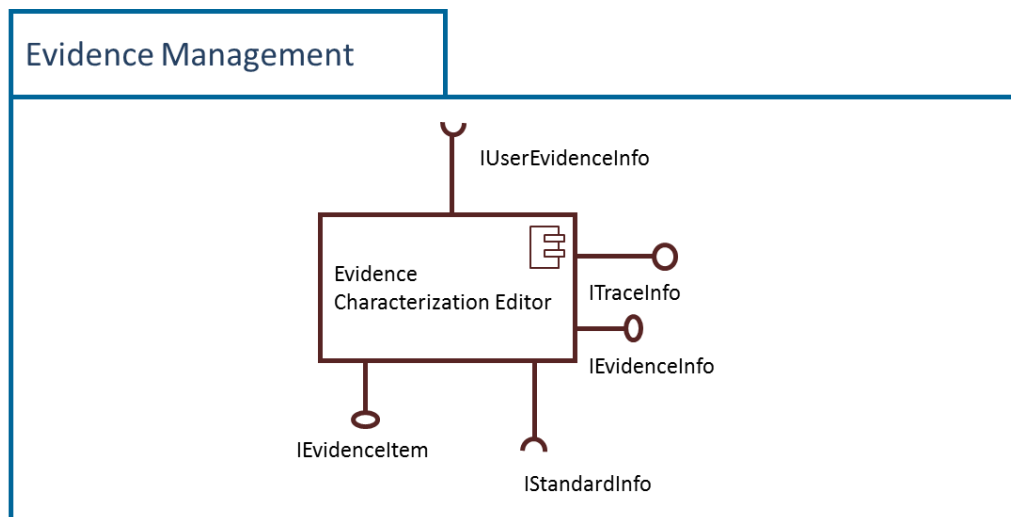 Evidence Management
IUserEvidenceInfo
Evidence
Characterization Editor
ITraceInfo
IEvidenceInfo
IEvidenceItem
IStandardInfo